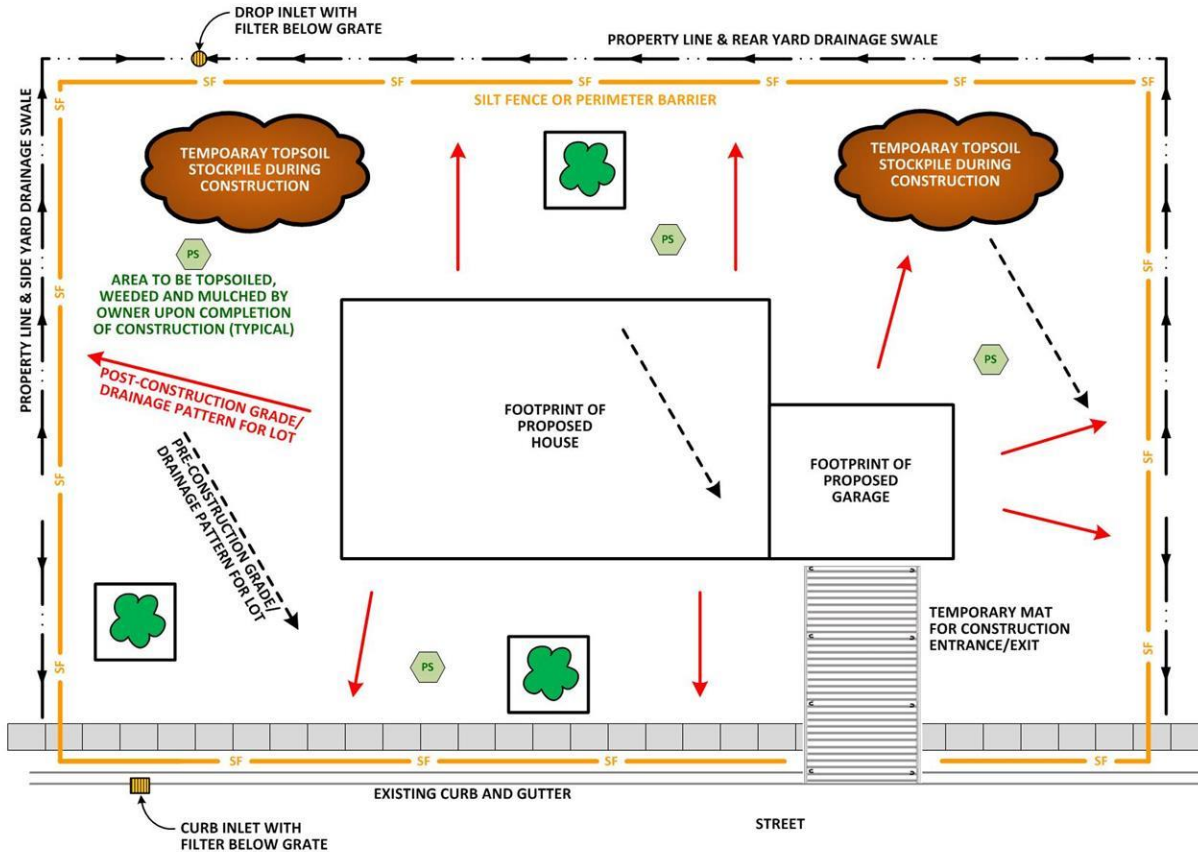 DROP INLET WITH
FILTER BELOW GRATE
PROPERTY LINE & REAR YARD DRAINAGE SWALE
SF
SF
SF
SF
SF
SF
SILT FENCE OR PERIMETER BARRIER
SF
SF
PROPERTY LINE & SIDE YARD DRAINAGE SWALE
TEMPOARAY TOPSOIL
STOCKPILE DURING
CONSTRUCTION
TEMPOARAY TOPSOIL
STOCKPILE DURING
CONSTRUCTION
PS
PS
AREA TO BE TOPSOILED,
WEEDED AND MULCHED BY
OWNER UPON COMPLETION
OF CONSTRUCTION (TYPICAL)
SF
SF
PS
POST-CONSTRUCTION GRADE/
DRAINAGE PATTERN FOR LOT
PRE-CONSTRUCTION GRADE/
DRAINAGE PATTERN FOR LOT
FOOTPRINT OF
PROPOSED
HOUSE
FOOTPRINT OF
PROPOSED
GARAGE
SF
SF
TEMPORARY MAT
FOR CONSTRUCTION
ENTRANCE/EXIT
PS
SF
SF
SF
SF
SF
SF
SF
EXISTING CURB AND GUTTER
CURB INLET WITH
FILTER BELOW GRATE
STREET